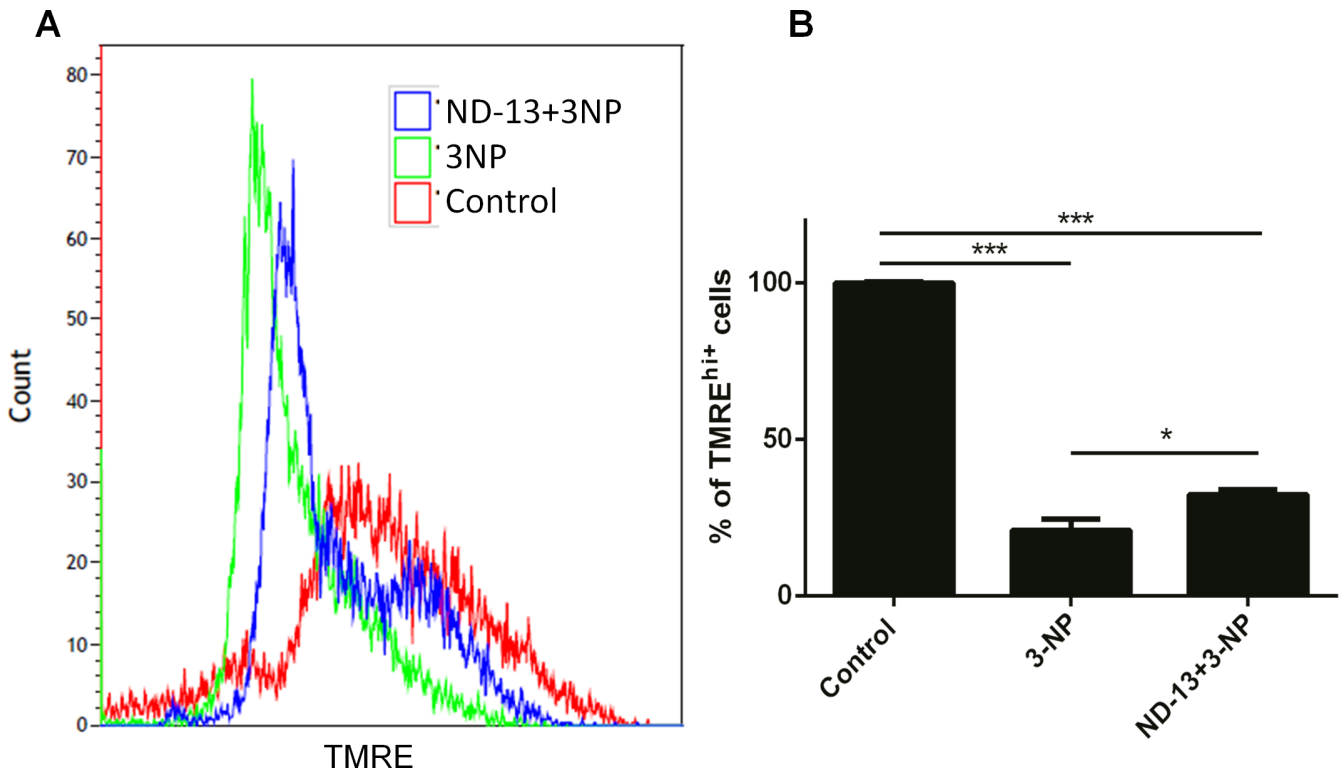 A
80
70
60
50
40
30
20
10
0
Count
TMRE
ND-13+3NP
3NP
Control
B
***
***
*
100
50
0
% of TMREhi+ cells
Control
3-NP
ND-13+3-NP